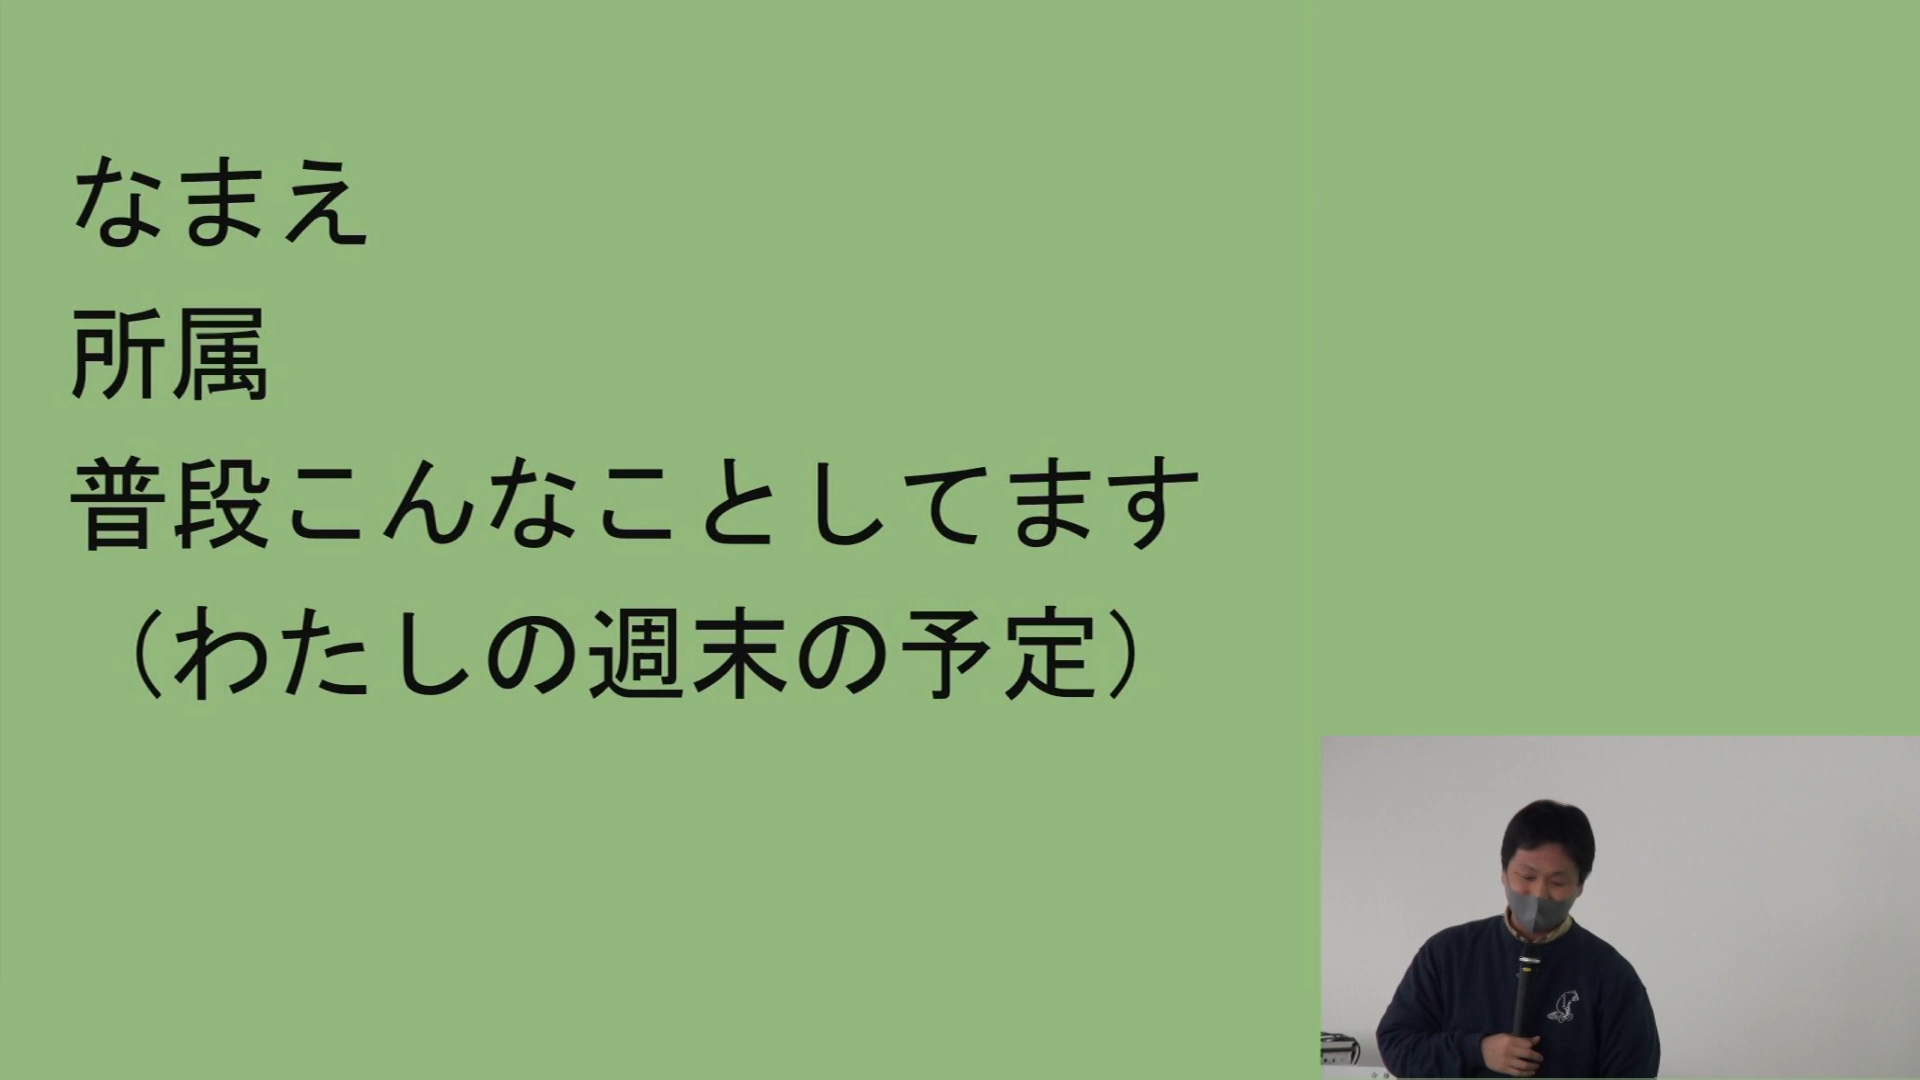 なまえ
所属
普段こんなことしてます
（わたしの週末の予定）